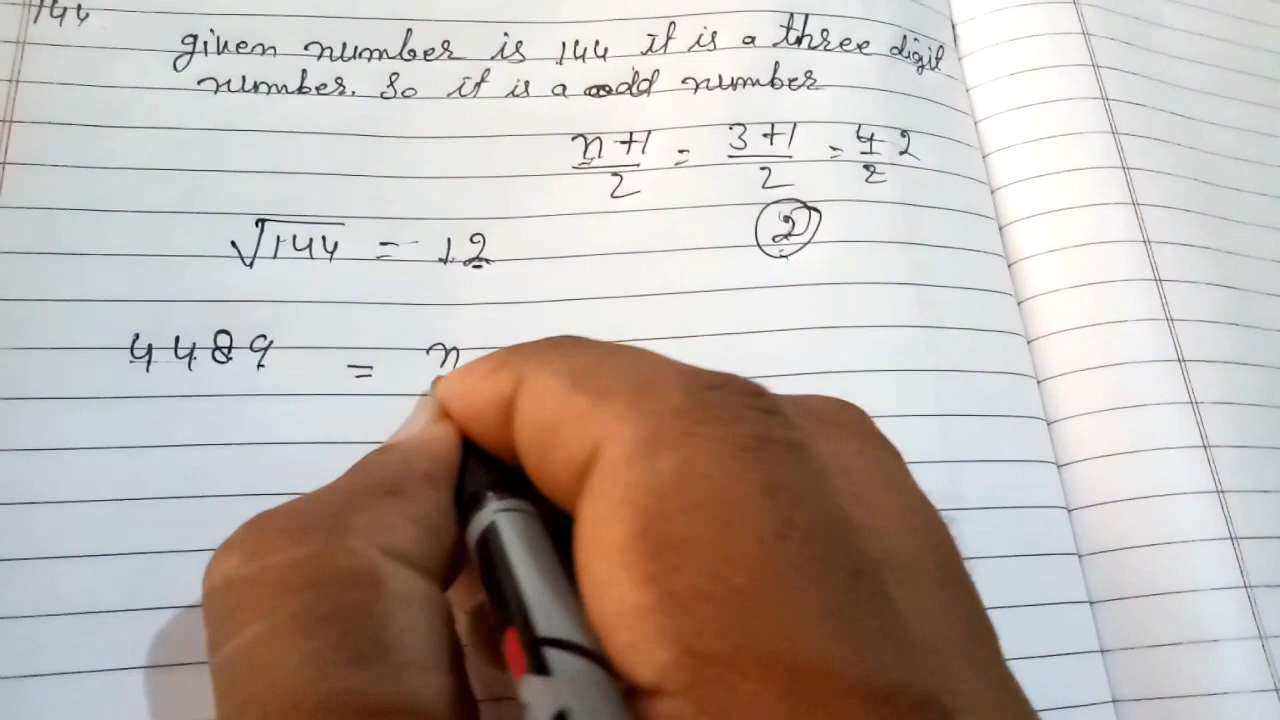 144
given number is 144 it is a three digit
number. So it is a odd number
n+1/2 = 3+1/2 = 4/2 2
√144 = 12
2
4489 = n